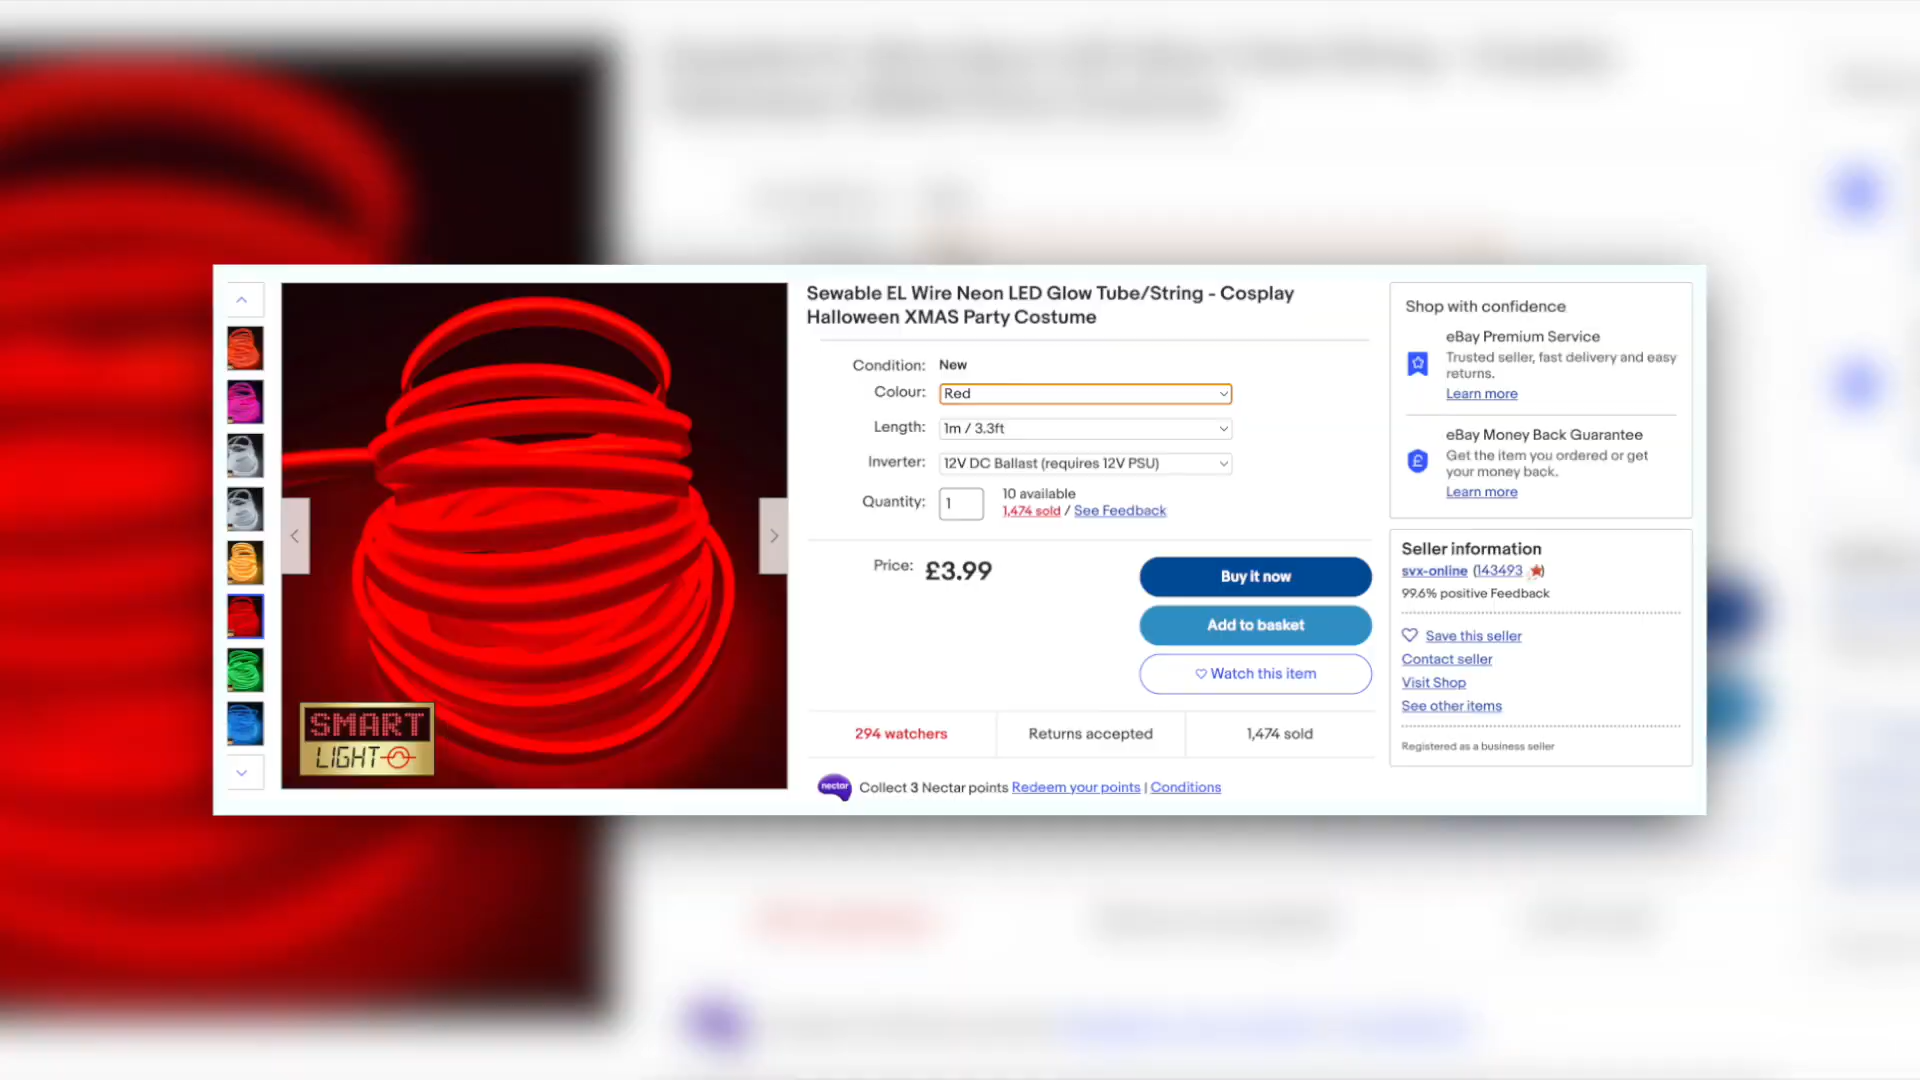 Sewable EL Wire Neon LED Glow Tube/String - Cosplay
Halloween XMAS Party Costume
Condition: New
Colour: Red
Length: 1m / 3.3ft
Inverter: 12V DC Ballast (requires 12V PSU)
Quantity: 1
10 available
1,474 sold / See Feedback
Price: £3.99
Buy it now
Add to basket
Watch this item
294 watchers
Returns accepted
1,474 sold
nectar
Collect 3 Nectar points Redeem your points | Conditions
SMART
LIGHT
Shop with confidence
eBay Premium Service
Trusted seller, fast delivery and easy
returns.
Learn more
eBay Money Back Guarantee
Get the item you ordered or get
your money back.
Learn more
Seller information
svx-online (143493)
99.6% positive Feedback
Save this seller
Contact seller
Visit Shop
See other items
Registered as a business seller